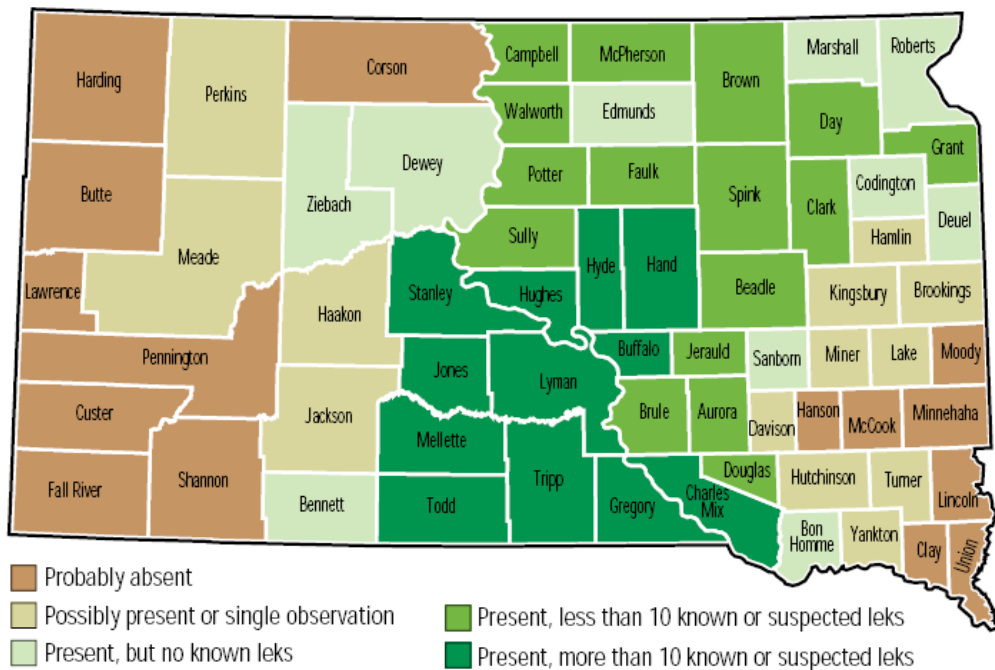 Harding
Perkins
Corson
Campbell
McPherson
Brown
Marshall
Roberts
Walworth
Edmunds
Day
Grant
Butte
Ziebach
Dewey
Potter
Faulk
Spink
Clark
Codington
Deuel
Hamlin
Lawrence
Meade
Sully
Hyde
Hand
Beadle
Kingsbury
Brookings
Haakon
Stanley
Hughes
Pennington
Jones
Lyman
Buffalo
Jerauld
Sanborn
Miner
Lake
Moody
Custer
Jackson
Mellette
Brule
Aurora
Davison
Hanson
McCook
Minnehaha
Fall River
Shannon
Bennett
Todd
Tripp
Gregory
Charles
Mix
Douglas
Hutchinson
Turner
Lincoln
Bon
Homme
Yankton
Clay
Union
Probably absent
Possibly present or single observation
Present, but no known leks
Present, less than 10 known or suspected leks
Present, more than 10 known or suspected leks